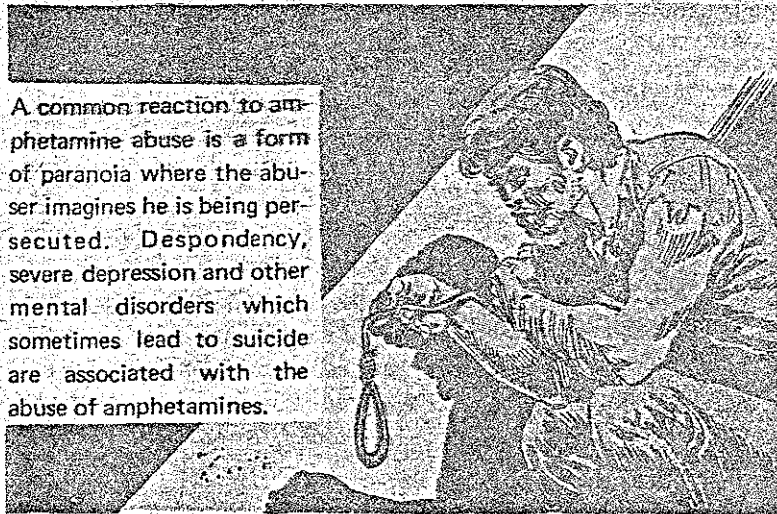 A common reaction to am-
phetamine abuse is a form
of paranoia where the abu-
ser imagines he is being per-
secuted. Despondency,
severe depression and other
mental disorders which
sometimes lead to suicide
are associated with the
abuse of amphetamines.